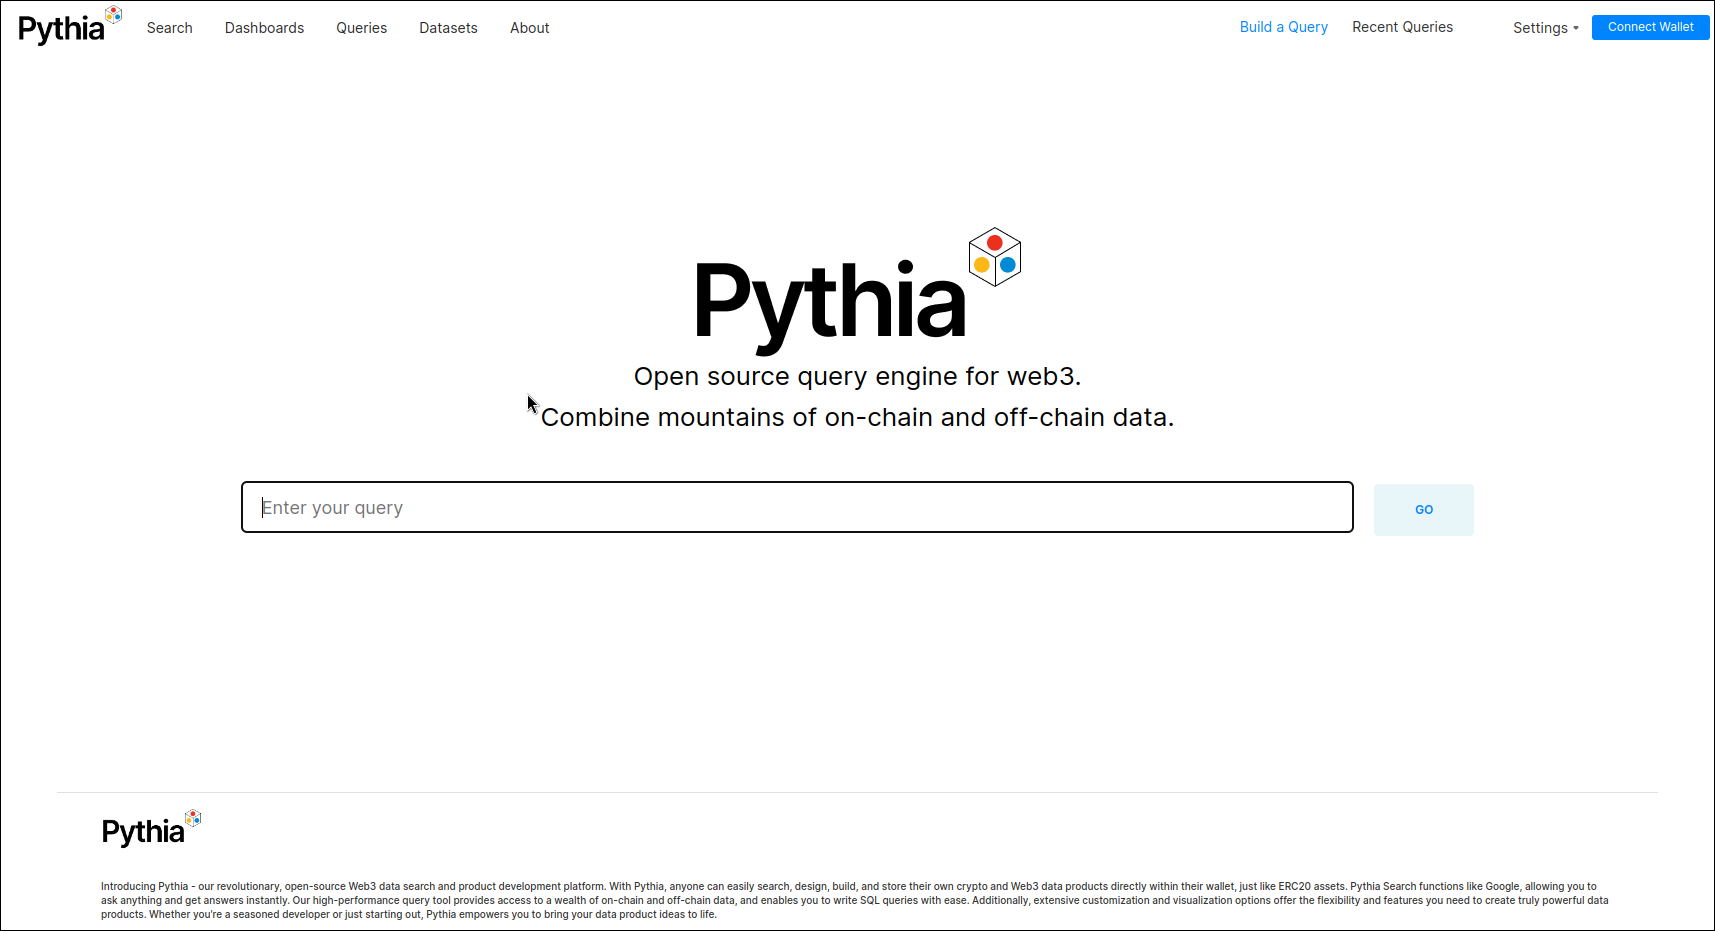 Pythia
Search
Dashboards
Queries
Datasets
About
Build a Query
Recent Queries
Settings
Connect Wallet
Pythia
Open source query engine for web3.
Combine mountains of on-chain and off-chain data.
Enter your query
GO
Pythia
Introducing Pythia - our revolutionary, open-source Web3 data search and product development platform. With Pythia, anyone can easily search, design, build, and store their own crypto and Web3 data products directly within their wallet, just like ERC20 assets. Pythia Search functions like Google, allowing you to
ask anything and get answers instantly. Our high-performance query tool provides access to a wealth of on-chain and off-chain data, and enables you to write SQL queries with ease. Additionally, extensive customization and visualization options offer the flexibility and features you need to create truly powerful data
products. Whether you're a seasoned developer or just starting out, Pythia empowers you to bring your data product ideas to life.